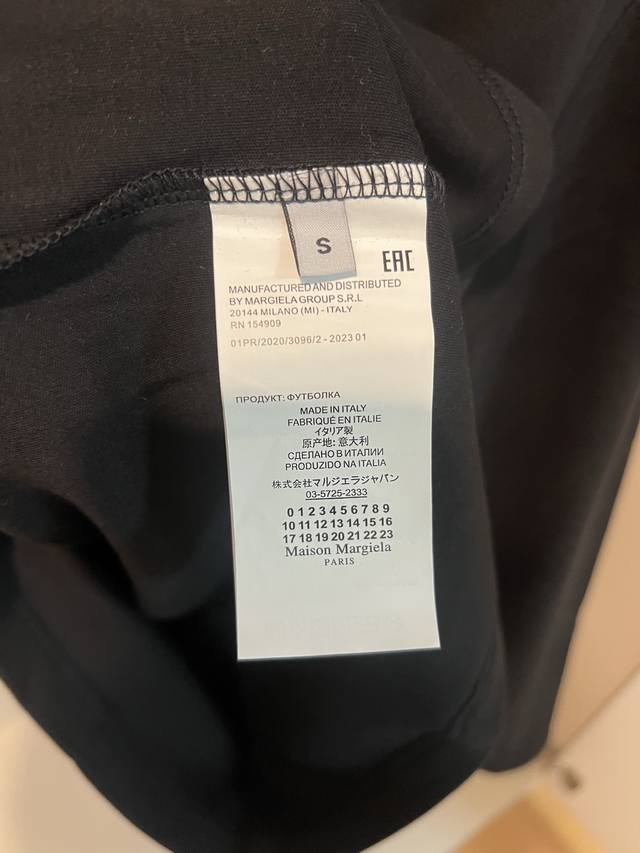 S
EAC
MANUFACTURED AND DISTRIBUTED
BY MARGIELA GROUP S.R.L
20144 MILANO (MI) - ITALY
RN 154909
01PR/2020/3096/2 - 2023 01
ПРОДУКТ: ФУТБОЛКА
MADE IN ITALY
FABRIQUÉ EN ITALIE
イタリア製
原产地: 意大利
СДЕЛАНО В ИТАЛИИ
PRODUZIDO NA ITALIA
株式会社マルジェラジャパン
03-5725-2333
0 1 2 3 4 5 6 7 8 9
10 11 12 13 14 15 16
17 18 19 20 21 22 23
Maison Margiela
PARIS